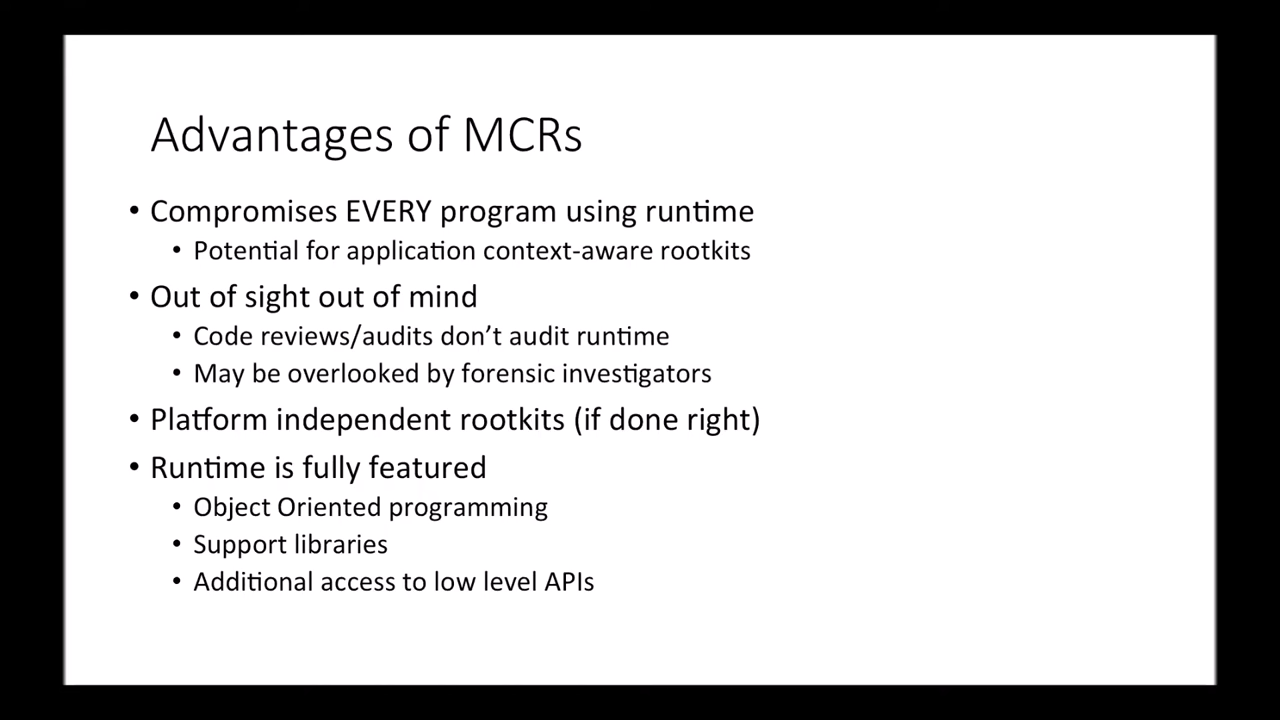 Advantages of MCRs
• Compromises EVERY program using runtime
• Potential for application context-aware rootkits
• Out of sight out of mind
• Code reviews/audits don’t audit runtime
• May be overlooked by forensic investigators
• Platform independent rootkits (if done right)
• Runtime is fully featured
• Object Oriented programming
• Support libraries
• Additional access to low level APIs